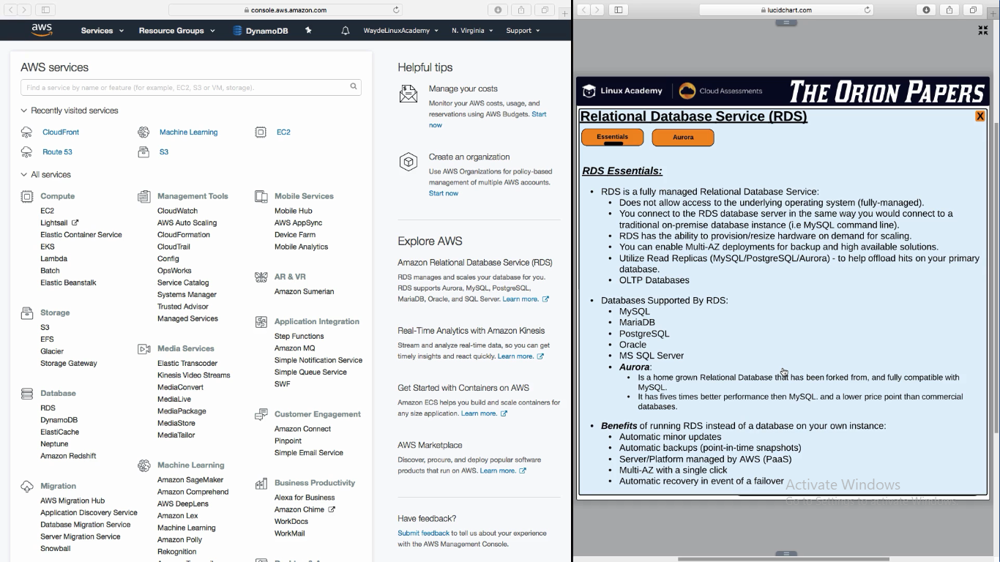 console.aws.amazon.com
aws
Services
Resource Groups
DynamoDB
WaydeLinuxAcademy
N. Virginia
Support
AWS services
Find a service by name or feature (for example, EC2, S3 or VM, storage).
Recently visited services
CloudFront
Machine Learning
EC2
Route 53
S3
All services
Compute
EC2
Lightsail
Elastic Container Service
EKS
Lambda
Batch
Elastic Beanstalk
Storage
S3
EFS
Glacier
Storage Gateway
Database
RDS
DynamoDB
ElastiCache
Neptune
Amazon Redshift
Migration
AWS Migration Hub
Application Discovery Service
Database Migration Service
Server Migration Service
Snowball
Management Tools
CloudWatch
AWS Auto Scaling
CloudFormation
CloudTrail
Config
OpsWorks
Service Catalog
Systems Manager
Trusted Advisor
Managed Services
Media Services
Elastic Transcoder
Kinesis Video Streams
MediaConvert
MediaLive
MediaPackage
MediaStore
MediaTailor
Machine Learning
Amazon SageMaker
Amazon Comprehend
AWS DeepLens
Amazon Lex
Machine Learning
Amazon Polly
Rekognition
Mobile Services
Mobile Hub
AWS AppSync
Device Farm
Mobile Analytics
AR & VR
Amazon Sumerian
Application Integration
Step Functions
Amazon MQ
Simple Notification Service
Simple Queue Service
SWF
Customer Engagement
Amazon Connect
Pinpoint
Simple Email Service
Business Productivity
Alexa for Business
Amazon Chime
WorkDocs
WorkMail
Helpful tips
Manage your costs
Monitor your AWS costs, usage, and
reservations using AWS Budgets. Start
now
Create an organization
Use AWS Organizations for policy-based
management of multiple AWS accounts.
Start now
Explore AWS
Amazon Relational Database Service (RDS)
RDS manages and scales your database for you.
RDS supports Aurora, MySQL, PostgreSQL,
MariaDB, Oracle, and SQL Server. Learn more.
Real-Time Analytics with Amazon Kinesis
Stream and analyze real-time data, so you can get
timely insights and react quickly. Learn more.
Get Started with Containers on AWS
Amazon ECS helps you build and scale containers for
any size application. Learn more.
AWS Marketplace
Discover, procure, and deploy popular software
products that run on AWS. Learn more.
Have feedback?
Submit feedback to tell us about your experience
with the AWS Management Console.
lucidchart.com
Linux Academy
Cloud Assessments
THE ORION PAPERS
Relational Database Service (RDS)
X
Essentials
Aurora
RDS Essentials:
• RDS is a fully managed Relational Database Service:
• Does not allow access to the underlying operating system (fully-managed).
• You connect to the RDS database server in the same way you would connect to a
traditional on-premise database instance (i.e MySQL command line).
• RDS has the ability to provision/resize hardware on demand for scaling.
• You can enable Multi-AZ deployments for backup and high available solutions.
• Utilize Read Replicas (MySQL/PostgreSQL/Aurora) - to help offload hits on your primary
database.
• OLTP Databases
• Databases Supported By RDS:
• MySQL
• MariaDB
• PostgreSQL
• Oracle
• MS SQL Server
• Aurora:
• Is a home grown Relational Database that has been forked from, and fully compatible with
MySQL.
• It has fives times better performance then MySQL. and a lower price point than commercial
databases.
• Benefits of running RDS instead of a database on your own instance:
• Automatic minor updates
• Automatic backups (point-in-time snapshots)
• Server/Platform managed by AWS (PaaS)
• Multi-AZ with a single click
• Automatic recovery in event of a failover
Activate Windows